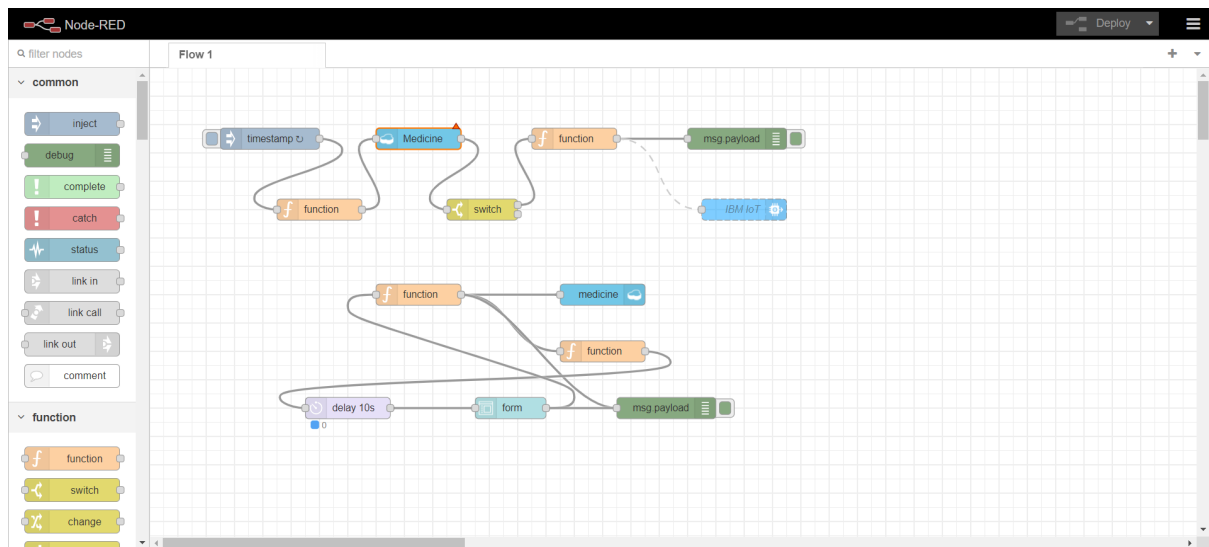 Node-RED
Deploy
filter nodes
Flow 1
common
inject
debug
complete
catch
status
link in
link call
link out
comment
function
function
switch
change
timestamp ↻
Medicine
function
msg.payload
function
switch
IBM IoT
function
medicine
function
delay 10s
form
msg.payload
0